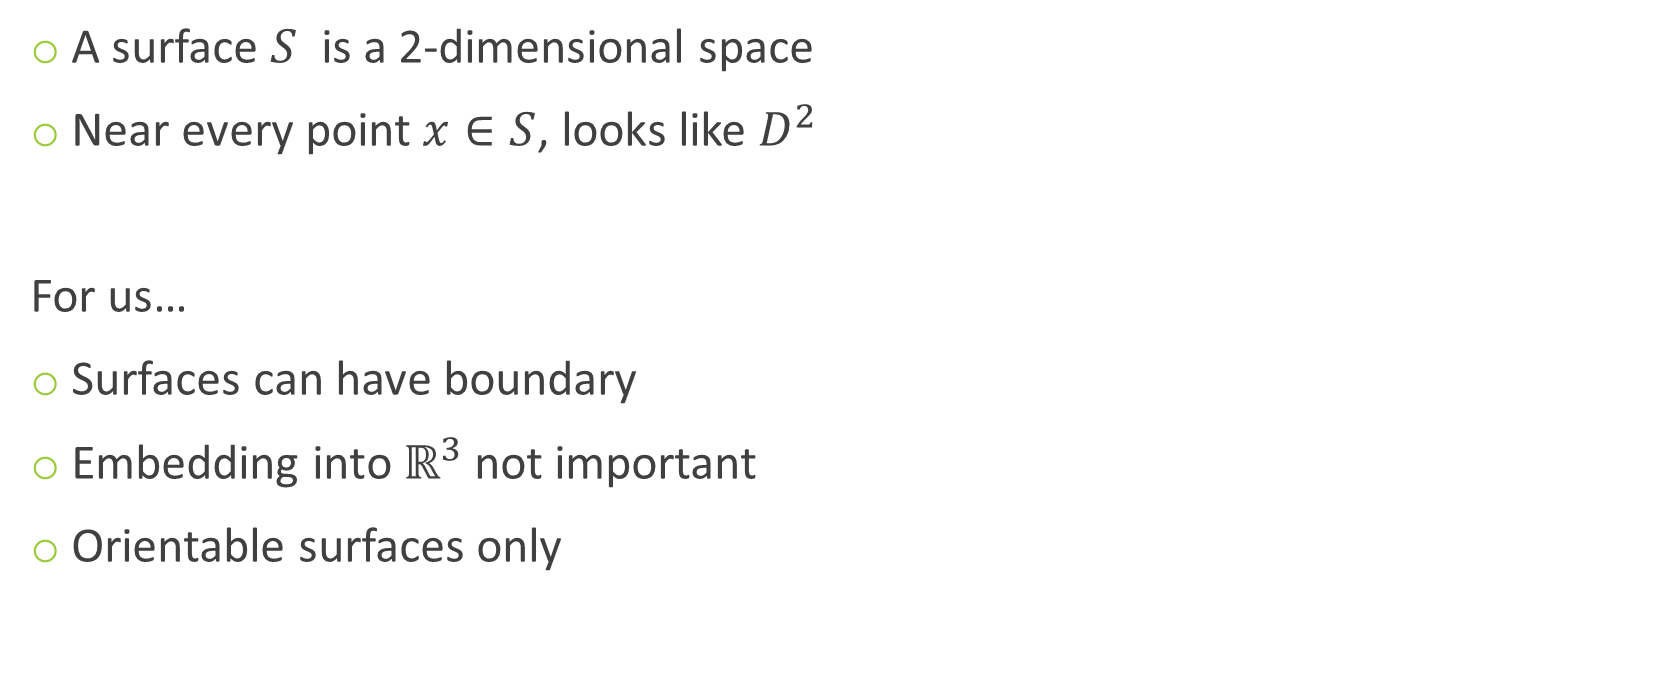 ○ A surface 𝑆 is a 2-dimensional space
○ Near every point 𝑥 ∈ 𝑆, looks like 𝐷²
For us…
○ Surfaces can have boundary
○ Embedding into ℝ³ not important
○ Orientable surfaces only